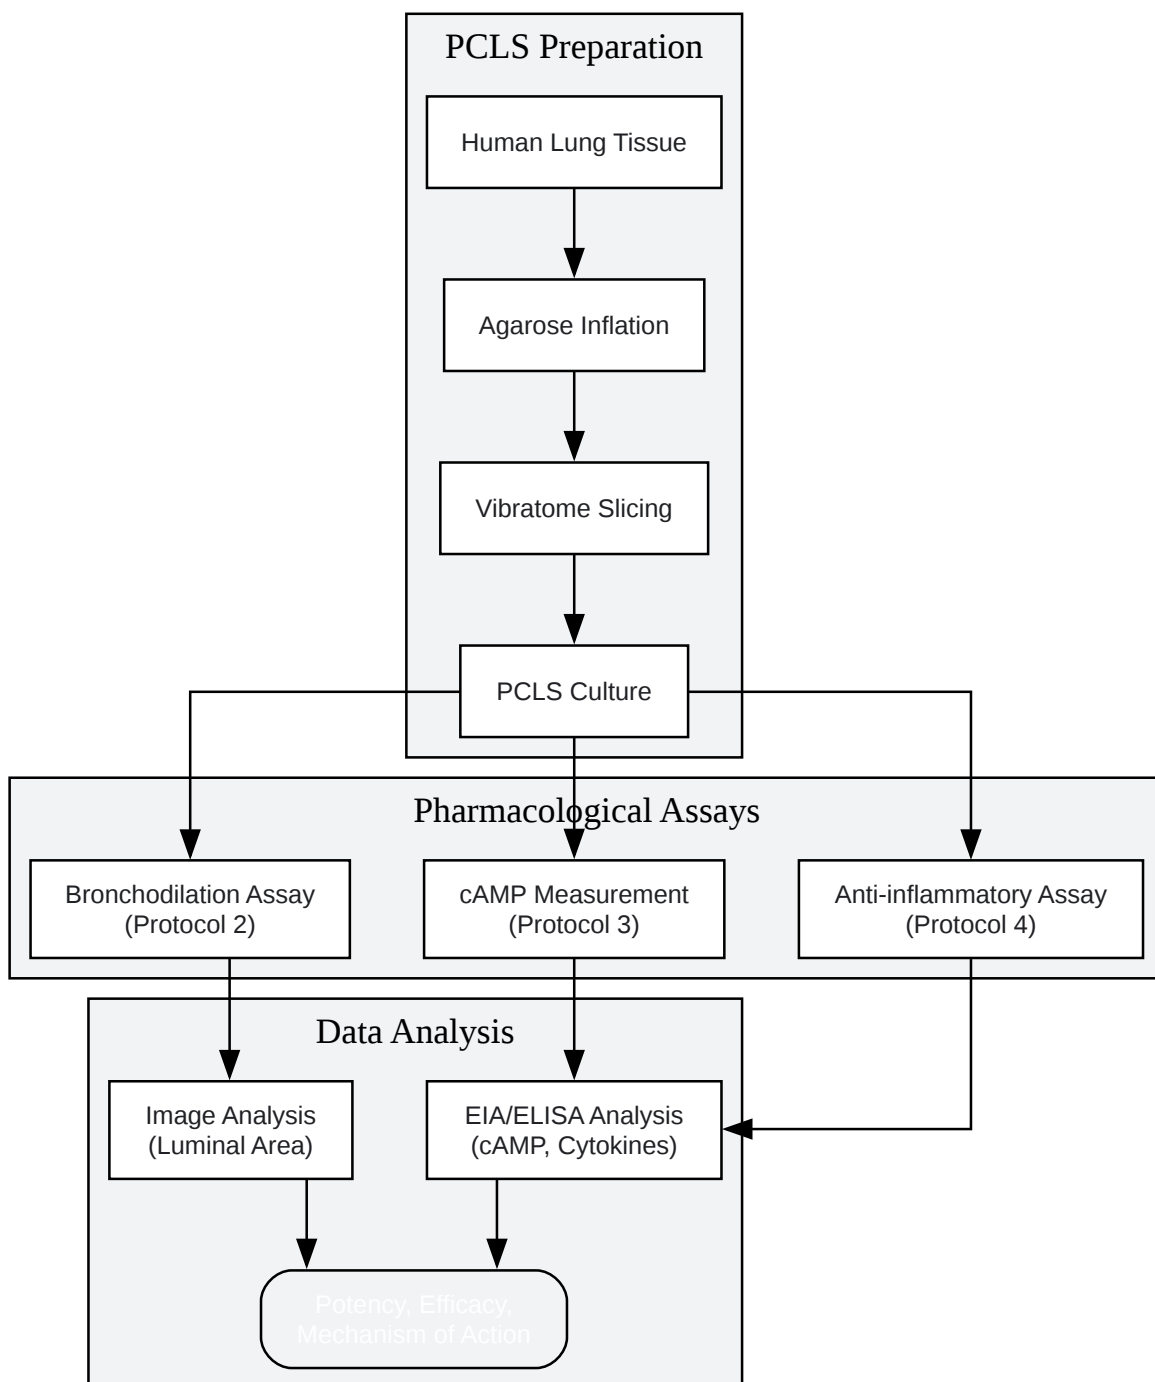 PCLS Preparation
Human Lung Tissue
Agarose Inflation
Vibratome Slicing
PCLS Culture
Pharmacological Assays
Bronchodilation Assay
(Protocol 2)
cAMP Measurement
(Protocol 3)
Anti-inflammatory Assay
(Protocol 4)
Data Analysis
Image Analysis
(Luminal Area)
EIA/ELISA Analysis
(cAMP, Cytokines)
Potency, Efficacy,
Mechanism of Action